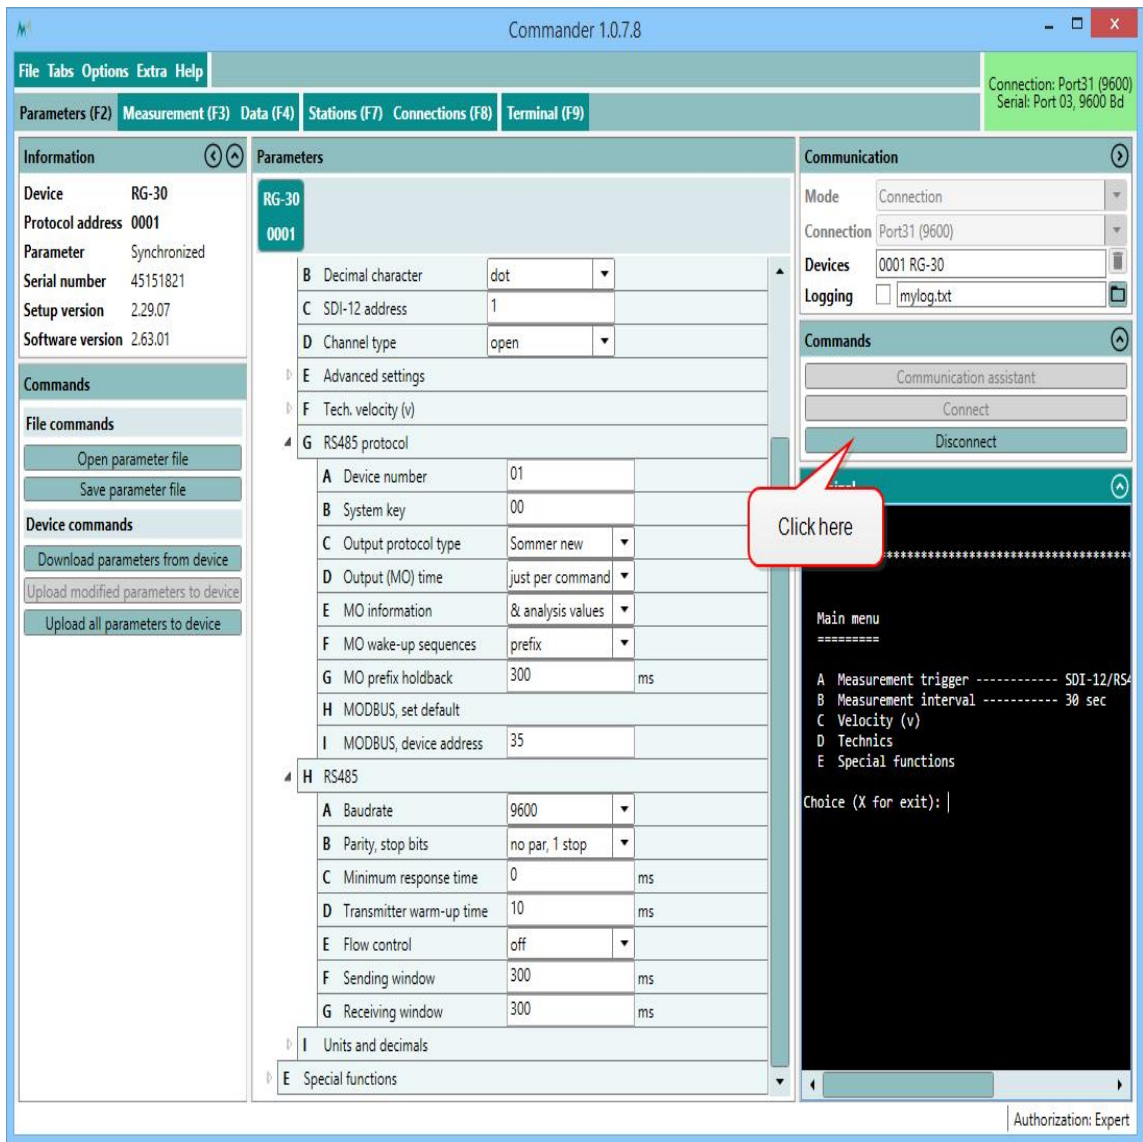 Commander 1.0.7.8
File Tabs Options Extra Help
Connection: Port31 (9600)
Serial: Port 03, 9600 Bd
Parameters (F2) Measurement (F3) Data (F4) Stations (F7) Connections (F8) Terminal (F9)
Information
Device RG-30
Protocol address 0001
Parameter Synchronized
Serial number 45151821
Setup version 2.29.07
Software version 2.63.01
Commands
File commands
Open parameter file
Save parameter file
Device commands
Download parameters from device
Upload modified parameters to device
Upload all parameters to device
Parameters
RG-30
0001
B Decimal character dot
C SDI-12 address 1
D Channel type open
E Advanced settings
F Tech. velocity (v)
G RS485 protocol
A Device number 01
B System key 00
C Output protocol type Sommer new
D Output (MO) time just per command
E MO information & analysis values
F MO wake-up sequences prefix
G MO prefix holdback 300 ms
H MODBUS, set default
I MODBUS, device address 35
H RS485
A Baudrate 9600
B Parity, stop bits no par, 1 stop
C Minimum response time 0 ms
D Transmitter warm-up time 10 ms
E Flow control off
F Sending window 300 ms
G Receiving window 300 ms
I Units and decimals
E Special functions
Communication
Mode Connection
Connection Port31 (9600)
Devices 0001 RG-30
Logging mylog.txt
Commands
Communication assistant
Connect
Disconnect
Click here
***********************************
Main menu
=========
A Measurement trigger ------------ SDI-12/RS4
B Measurement interval ----------- 30 sec
C Velocity (v)
D Technics
E Special functions
Choice (X for exit):
Authorization: Expert